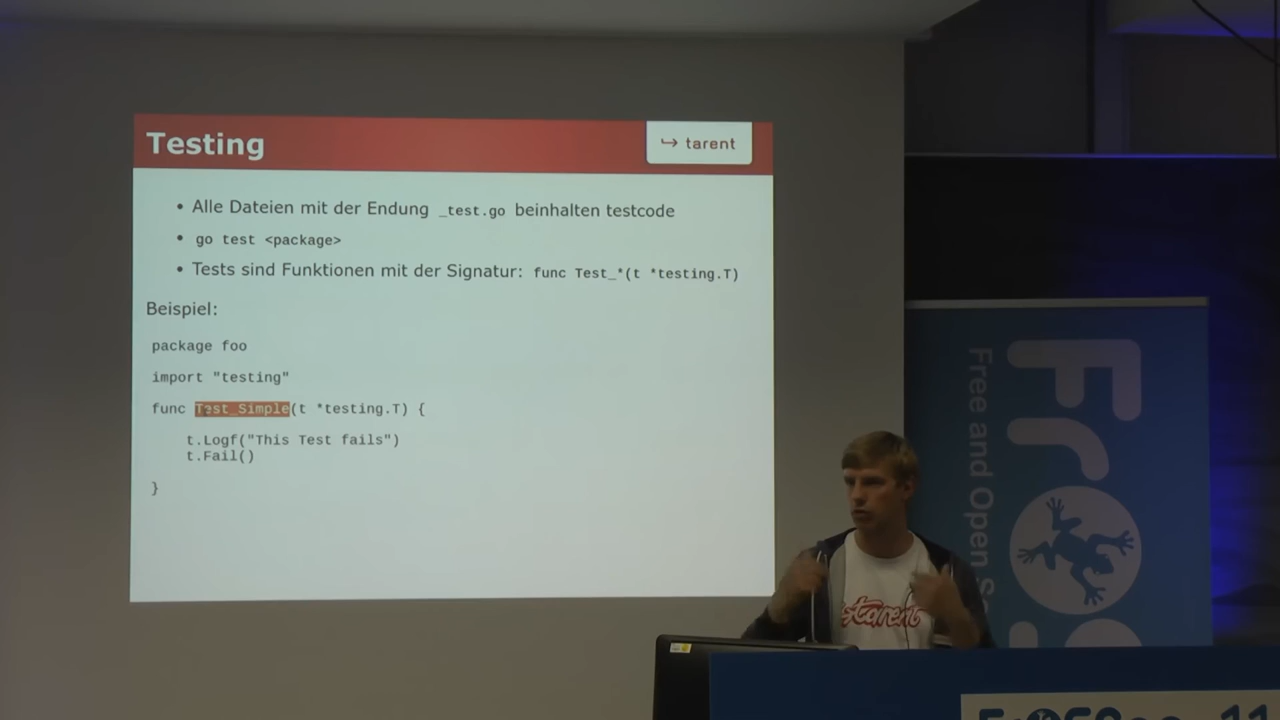 Testing
↪ tarent
• Alle Dateien mit der Endung _test.go beinhalten testcode
• go test <package>
• Tests sind Funktionen mit der Signatur: func Test_*(t *testing.T)
Beispiel:
package foo
import "testing"
func Test_Simple(t *testing.T) {
t.Logf("This Test fails")
t.Fail()
}
tarent
Free and Open